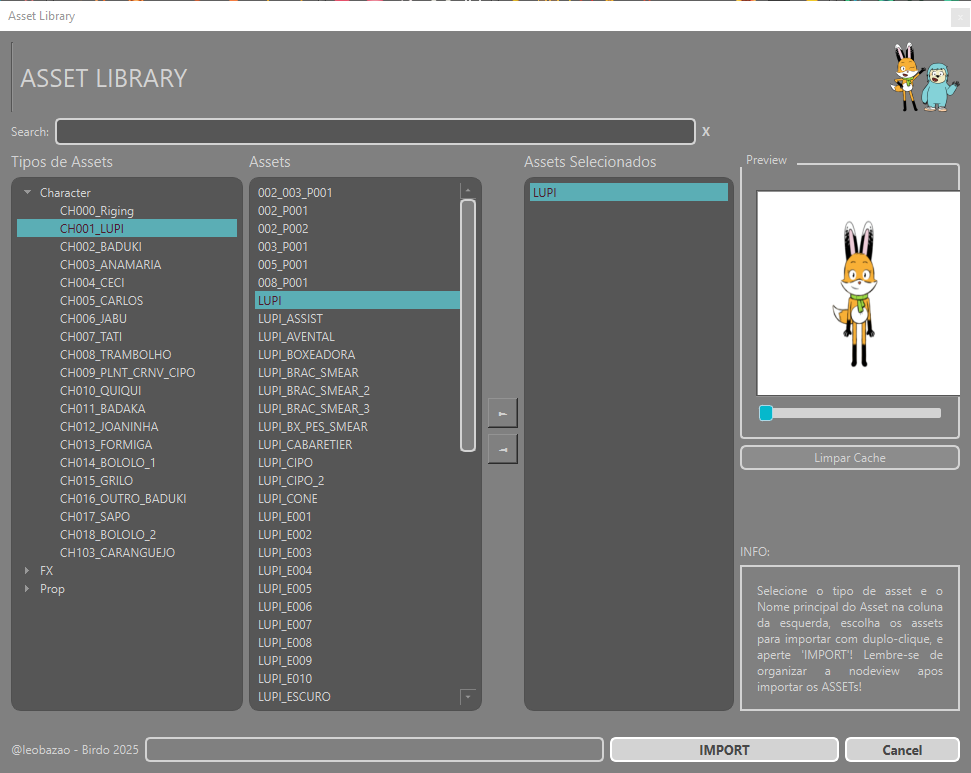 Asset Library
ASSET LIBRARY
Search:
X
Tipos de Assets
Character
CH000_Riging
CH001_LUPI
CH002_BADUKI
CH003_ANAMARIA
CH004_CECI
CH005_CARLOS
CH006_JABU
CH007_TATI
CH008_TRAMBOLHO
CH009_PLNT_CRNV_CIPO
CH010_QUIQUI
CH011_BADAKA
CH012_JOANINHA
CH013_FORMIGA
CH014_BOLOLO_1
CH015_GRILO
CH016_OUTRO_BADUKI
CH017_SAPO
CH018_BOLOLO_2
CH103_CARANGUEJO
FX
Prop
Assets
002_003_P001
002_P001
002_P002
003_P001
005_P001
008_P001
LUPI
LUPI_ASSIST
LUPI_AVENTAL
LUPI_BOXEADORA
LUPI_BRAC_SMEAR
LUPI_BRAC_SMEAR_2
LUPI_BRAC_SMEAR_3
LUPI_BX_PES_SMEAR
LUPI_CABARETIER
LUPI_CIPO
LUPI_CIPO_2
LUPI_CONE
LUPI_E001
LUPI_E002
LUPI_E003
LUPI_E004
LUPI_E005
LUPI_E006
LUPI_E007
LUPI_E008
LUPI_E009
LUPI_E010
LUPI_ESCURO
Assets Selecionados
LUPI
Preview
Limpar Cache
INFO:
Selecione o tipo de asset e o
Nome principal do Asset na coluna
da esquerda, escolha os assets
para importar com duplo-clique, e
aperte 'IMPORT'! Lembre-se de
organizar a nodeview apos
importar os ASSETs!
@leobazao - Birdo 2025
IMPORT
Cancel